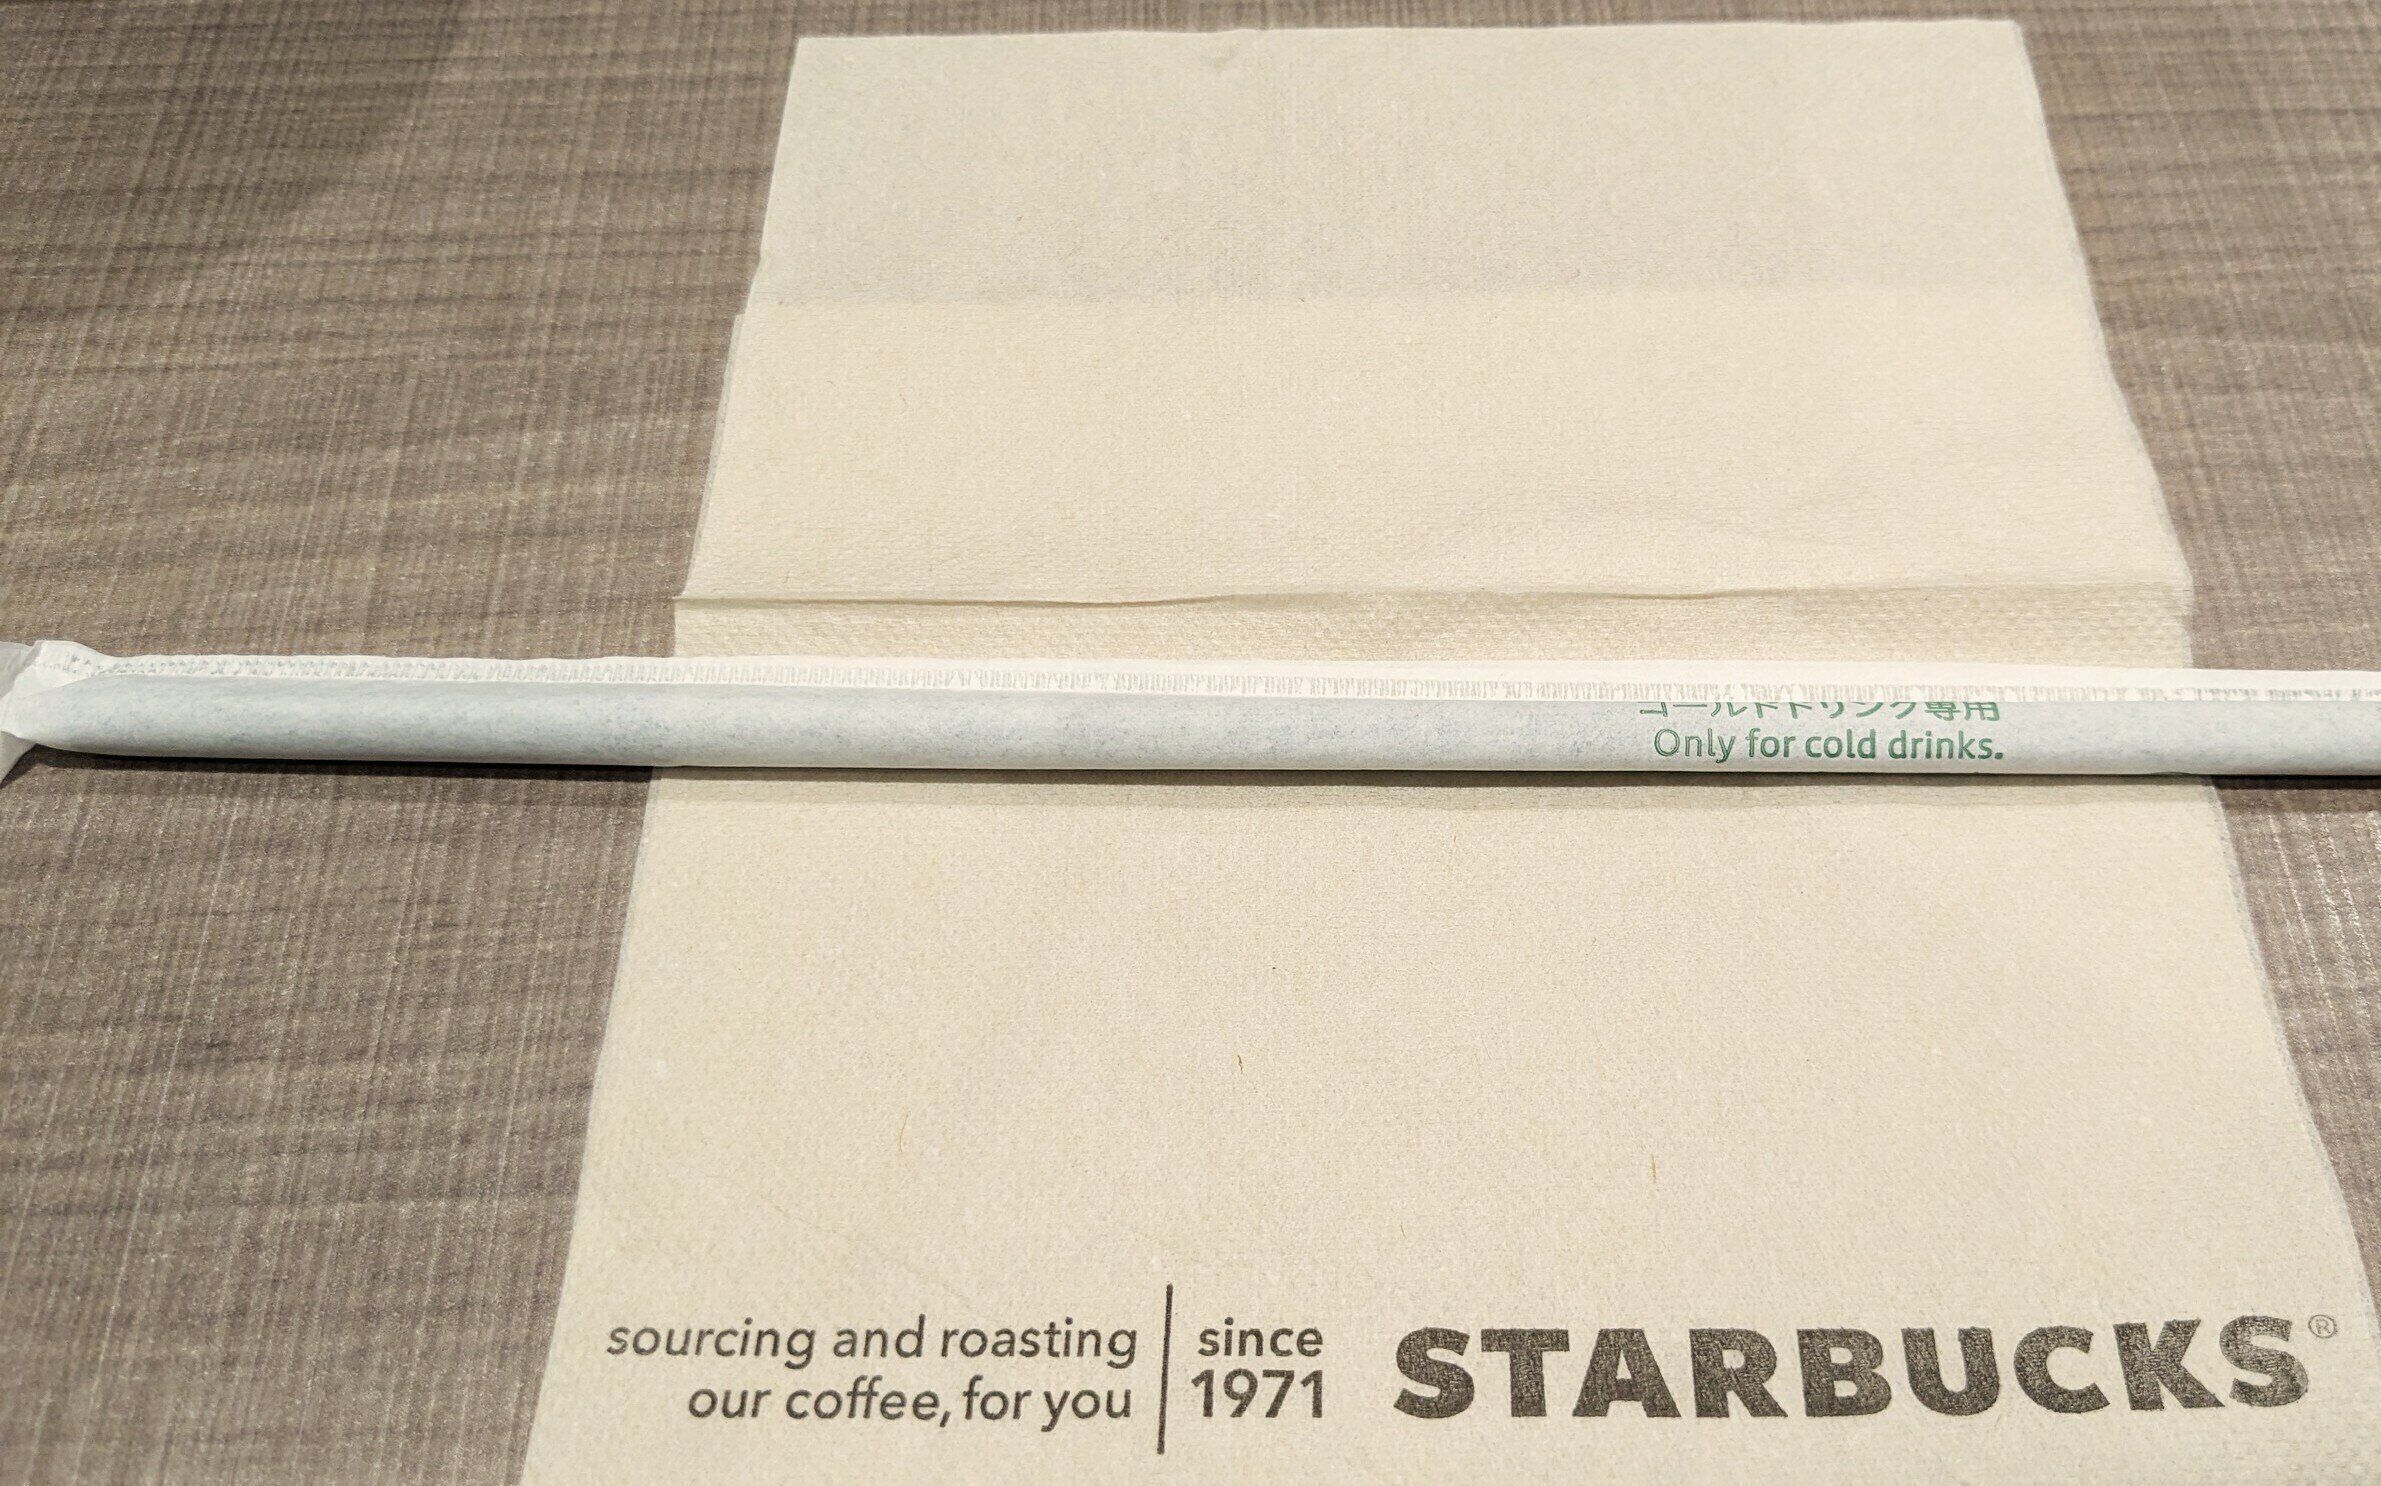 コールドドリンク専用
Only for cold drinks.
sourcing and roasting
our coffee, for you
since
1971
STARBUCKS®